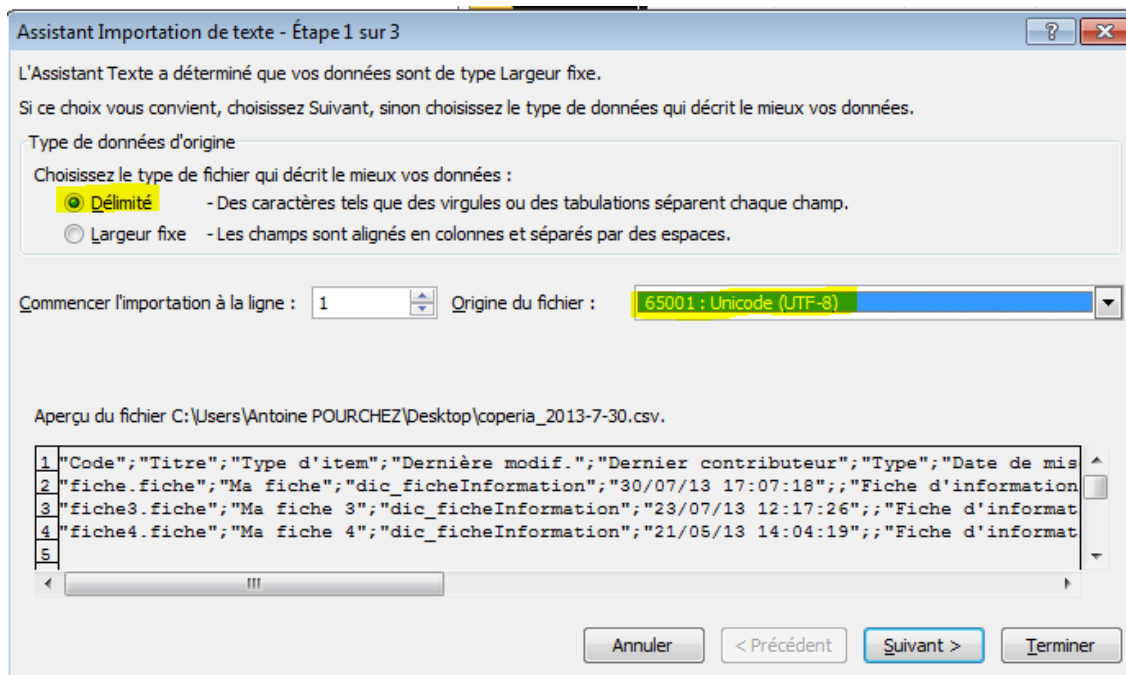 Assistant Importation de texte - Étape 1 sur 3
L'Assistant Texte a déterminé que vos données sont de type Largeur fixe.
Si ce choix vous convient, choisissez Suivant, sinon choisissez le type de données qui décrit le mieux vos données.
Type de données d'origine
Choisissez le type de fichier qui décrit le mieux vos données :
Délimité - Des caractères tels que des virgules ou des tabulations séparent chaque champ.
Largeur fixe - Les champs sont alignés en colonnes et séparés par des espaces.
Commencer l'importation à la ligne : 1 Origine du fichier : 65001 : Unicode (UTF-8)
Aperçu du fichier C:\Users\Antoine POURCHEZ\Desktop\coperia_2013-7-30.csv.
1 "Code";"Titre";"Type d'item";"Dernière modif.";"Dernier contributeur";"Type";"Date de mis
2 "fiche.fiche";"Ma fiche";"dic_ficheInformation";"30/07/13 17:07:18";;"Fiche d'information
3 "fiche3.fiche";"Ma fiche 3";"dic_ficheInformation";"23/07/13 12:17:26";;"Fiche d'informat
4 "fiche4.fiche";"Ma fiche 4";"dic_ficheInformation";"21/05/13 14:04:19";;"Fiche d'informat
5
Annuler < Précédent Suivant > Terminer